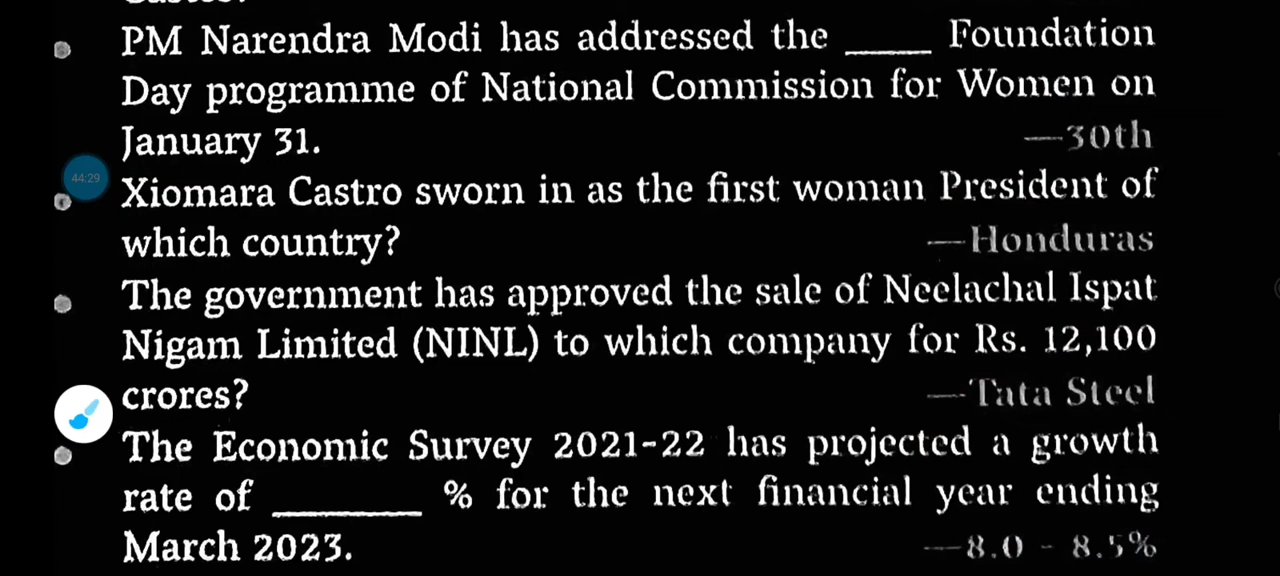 PM Narendra Modi has addressed the _____ Foundation
Day programme of National Commission for Women on
January 31. —30th
44:29
Xiomara Castro sworn in as the first woman President of
which country? —Honduras
The government has approved the sale of Neelachal Ispat
Nigam Limited (NINL) to which company for Rs. 12,100
crores? —Tata Steel
The Economic Survey 2021-22 has projected a growth
rate of ________ % for the next financial year ending
March 2023. —8.0 - 8.5%